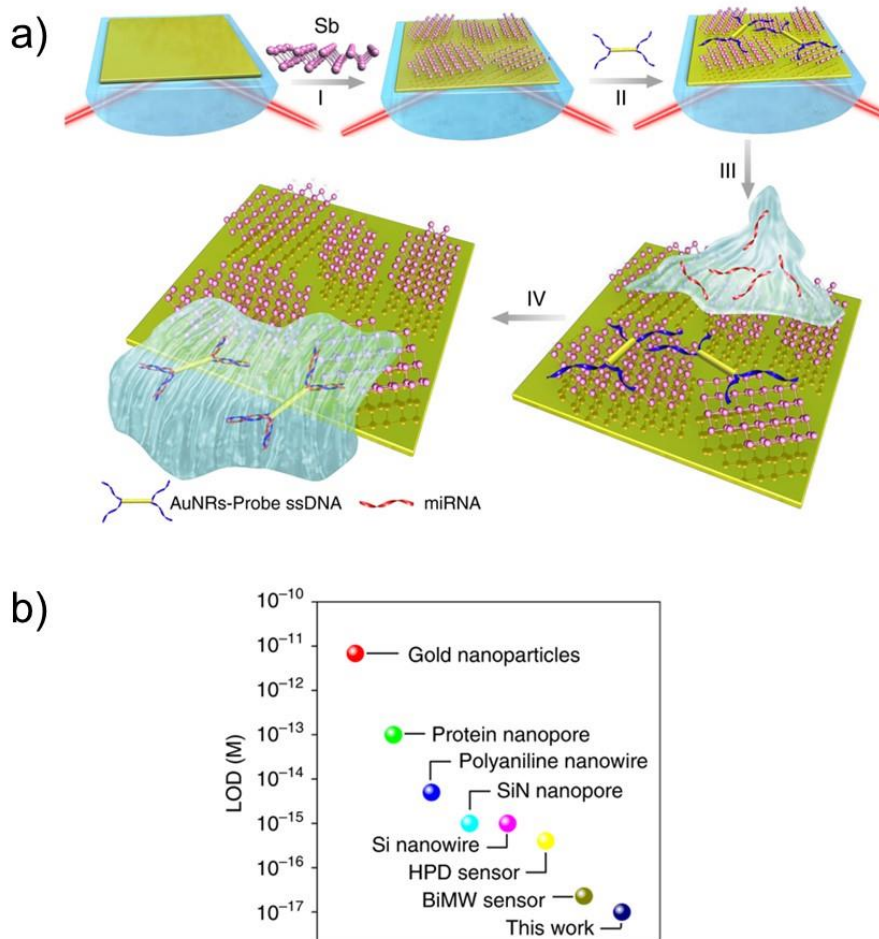 a)
Sb
I
II
III
IV
AuNRs-Probe ssDNA
miRNA
b)
LOD (M)
10⁻¹⁰
10⁻¹¹
10⁻¹²
10⁻¹³
10⁻¹⁴
10⁻¹⁵
10⁻¹⁶
10⁻¹⁷
Gold nanoparticles
Protein nanopore
Polyaniline nanowire
SiN nanopore
Si nanowire
HPD sensor
BiMW sensor
This work